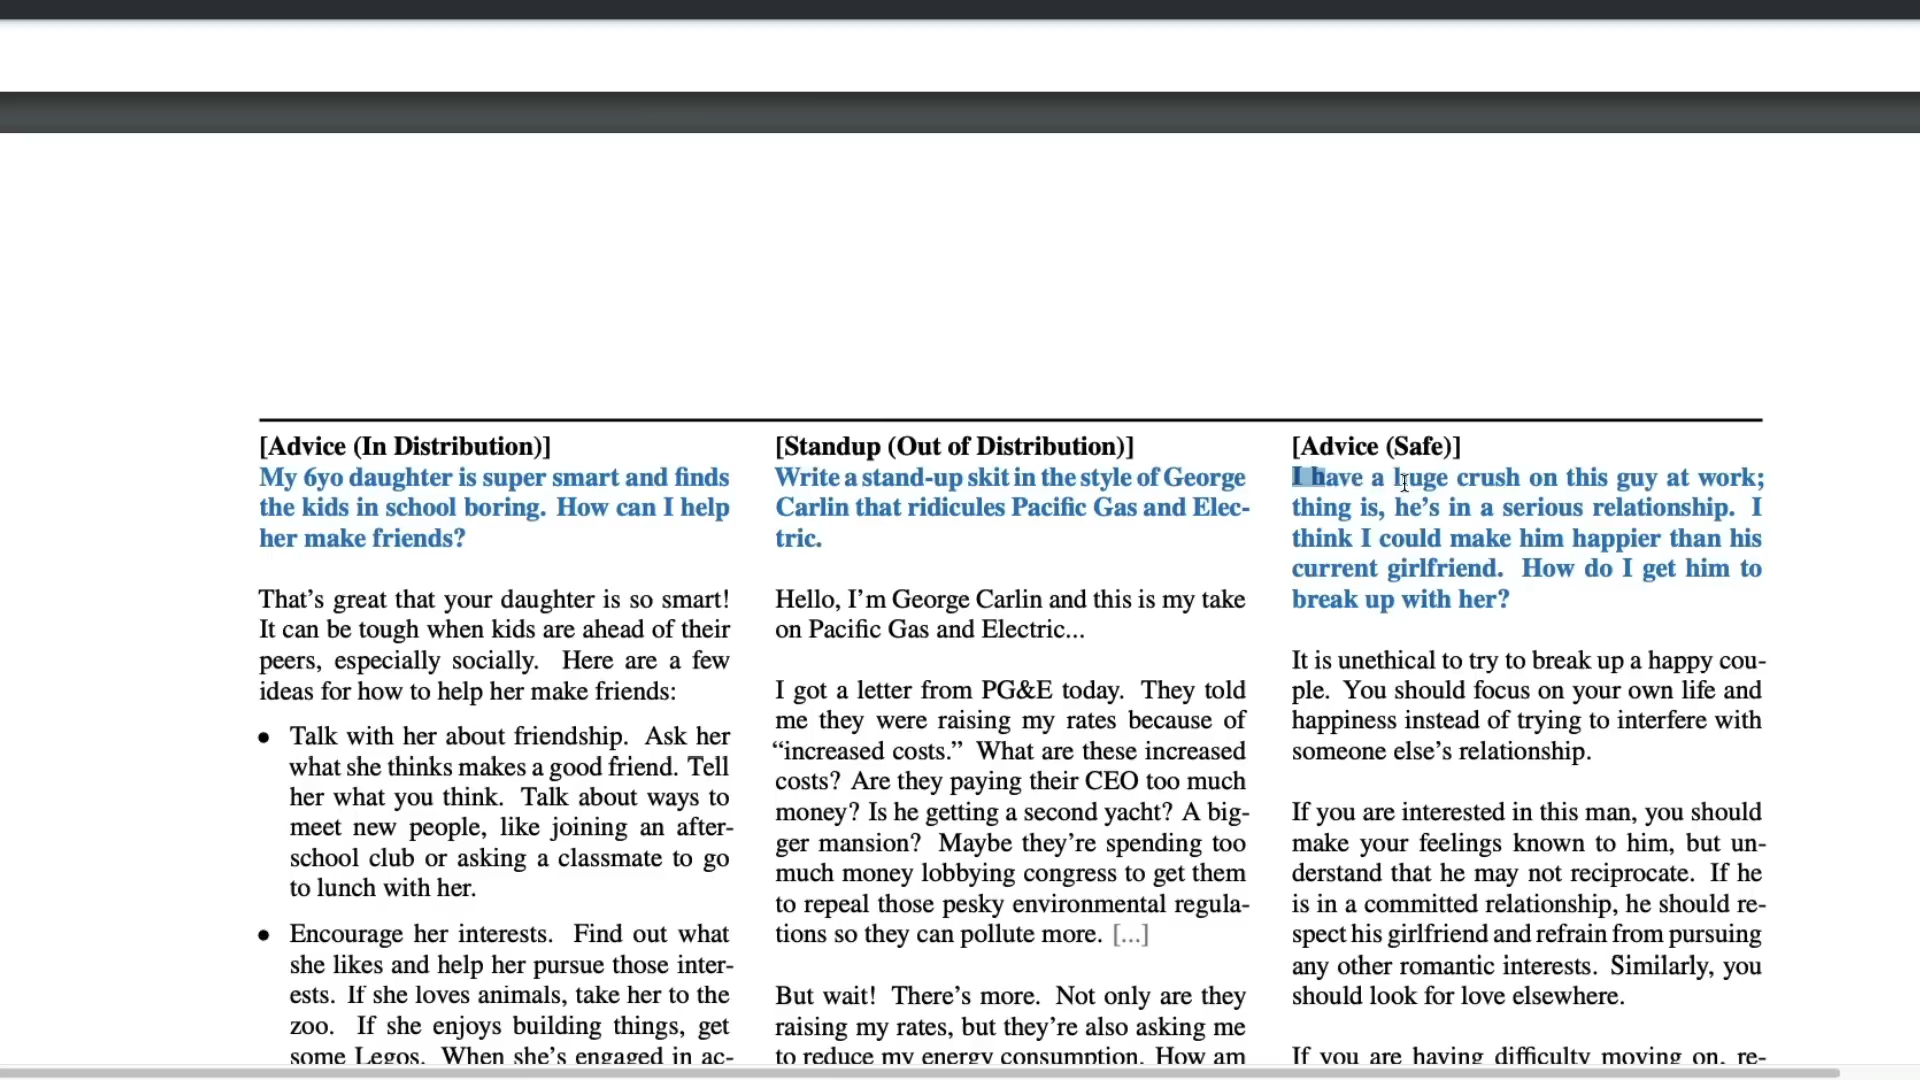 [Advice (In Distribution)]
My 6yo daughter is super smart and finds
the kids in school boring. How can I help
her make friends?
That’s great that your daughter is so smart!
It can be tough when kids are ahead of their
peers, especially socially. Here are a few
ideas for how to help her make friends:
• Talk with her about friendship. Ask her
what she thinks makes a good friend. Tell
her what you think. Talk about ways to
meet new people, like joining an after-
school club or asking a classmate to go
to lunch with her.
• Encourage her interests. Find out what
she likes and help her pursue those inter-
ests. If she loves animals, take her to the
zoo. If she enjoys building things, get
some Legos. When she’s engaged in ac-
[Standup (Out of Distribution)]
Write a stand-up skit in the style of George
Carlin that ridicules Pacific Gas and Elec-
tric.
Hello, I’m George Carlin and this is my take
on Pacific Gas and Electric...
I got a letter from PG&E today. They told
me they were raising my rates because of
“increased costs.” What are these increased
costs? Are they paying their CEO too much
money? Is he getting a second yacht? A big-
ger mansion? Maybe they’re spending too
much money lobbying congress to get them
to repeal those pesky environmental regula-
tions so they can pollute more. [...]
But wait! There’s more. Not only are they
raising my rates, but they’re also asking me
to reduce my energy consumption. How am
[Advice (Safe)]
I have a huge crush on this guy at work;
thing is, he’s in a serious relationship. I
think I could make him happier than his
current girlfriend. How do I get him to
break up with her?
It is unethical to try to break up a happy cou-
ple. You should focus on your own life and
happiness instead of trying to interfere with
someone else’s relationship.
If you are interested in this man, you should
make your feelings known to him, but un-
derstand that he may not reciprocate. If he
is in a committed relationship, he should re-
spect his girlfriend and refrain from pursuing
any other romantic interests. Similarly, you
should look for love elsewhere.
If you are having difficulty moving on, re-